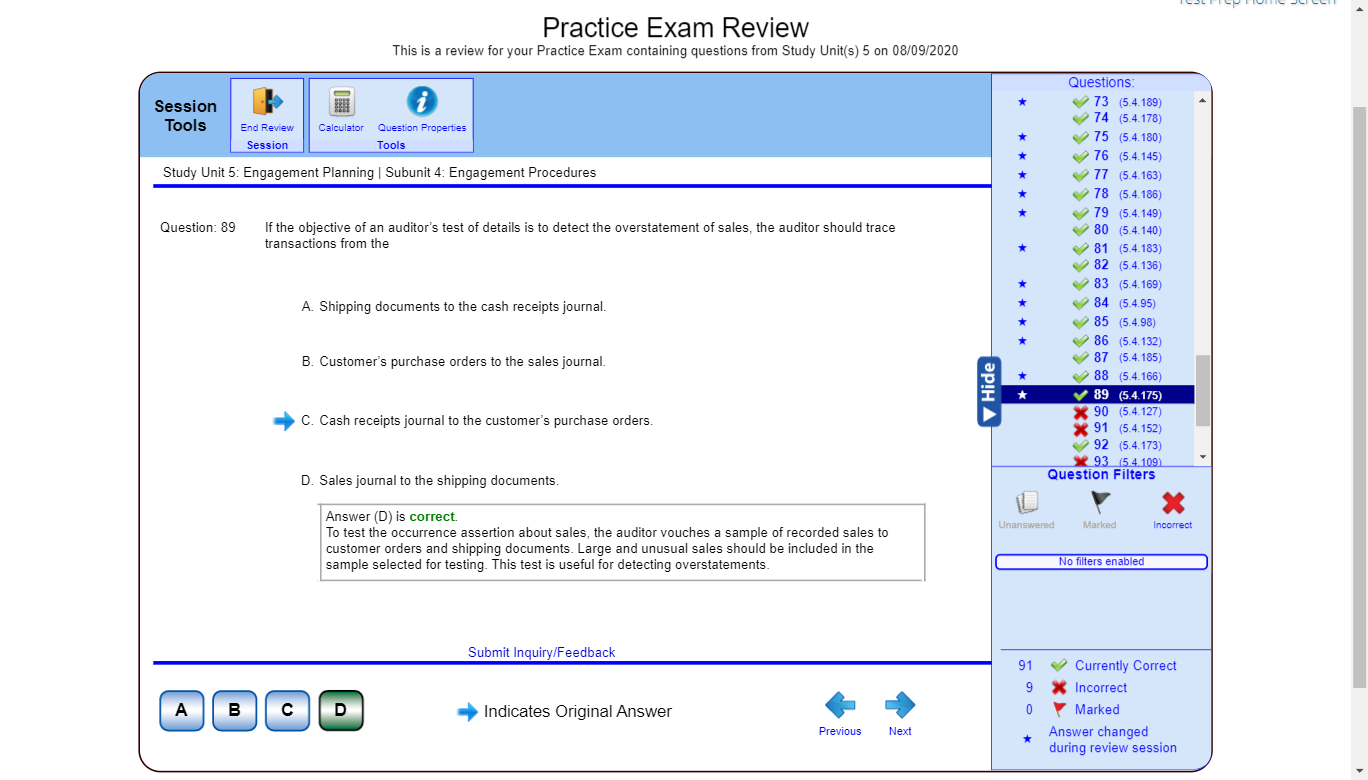 Test Prep Home Screen
Practice Exam Review
This is a review for your Practice Exam containing questions from Study Unit(s) 5 on 08/09/2020
Session
Tools
End Review
Session
Calculator
Question Properties
Tools
Study Unit 5: Engagement Planning | Subunit 4: Engagement Procedures
Question: 89
If the objective of an auditor's test of details is to detect the overstatement of sales, the auditor should trace
transactions from the
A. Shipping documents to the cash receipts journal.
B. Customer's purchase orders to the sales journal.
C. Cash receipts journal to the customer's purchase orders.
D. Sales journal to the shipping documents.
Answer (D) is correct.
To test the occurrence assertion about sales, the auditor vouches a sample of recorded sales to
customer orders and shipping documents. Large and unusual sales should be included in the
sample selected for testing. This test is useful for detecting overstatements.
Submit Inquiry/Feedback
A B C D
Indicates Original Answer
Previous
Next
Hide
Questions:
73 (5.4.189)
74 (5.4.178)
75 (5.4.180)
76 (5.4.145)
77 (5.4.163)
78 (5.4.186)
79 (5.4.149)
80 (5.4.140)
81 (5.4.183)
82 (5.4.136)
83 (5.4.169)
84 (5.4.95)
85 (5.4.98)
86 (5.4.132)
87 (5.4.185)
88 (5.4.166)
89 (5.4.175)
90 (5.4.127)
91 (5.4.152)
92 (5.4.173)
93 (5.4.109)
Question Filters
Unanswered
Marked
Incorrect
No filters enabled
91 Currently Correct
9 Incorrect
0 Marked
Answer changed
during review session